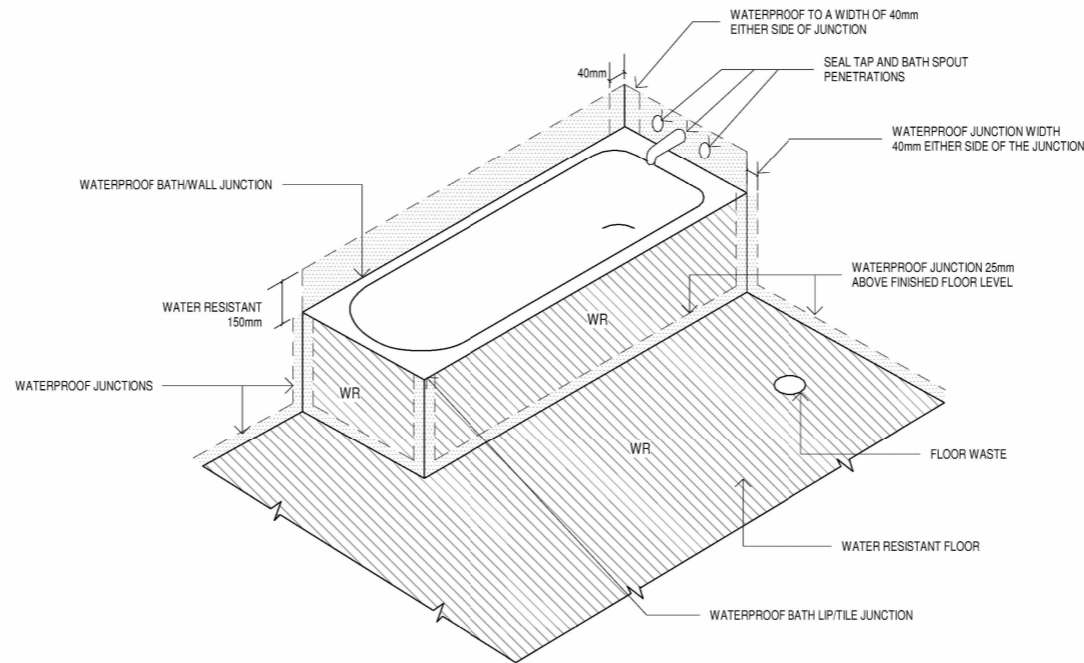 WATERPROOF TO A WIDTH OF 40mm
EITHER SIDE OF JUNCTION
SEAL TAP AND BATH SPOUT
PENETRATIONS
40mm
WATERPROOF JUNCTION WIDTH
40mm EITHER SIDE OF THE JUNCTION
WATERPROOF BATH/WALL JUNCTION
WATERPROOF JUNCTION 25mm
ABOVE FINISHED FLOOR LEVEL
WATER RESISTANT
150mm
WR
WATERPROOF JUNCTIONS
WR
WR
FLOOR WASTE
WATER RESISTANT FLOOR
WATERPROOF BATH LIP/TILE JUNCTION